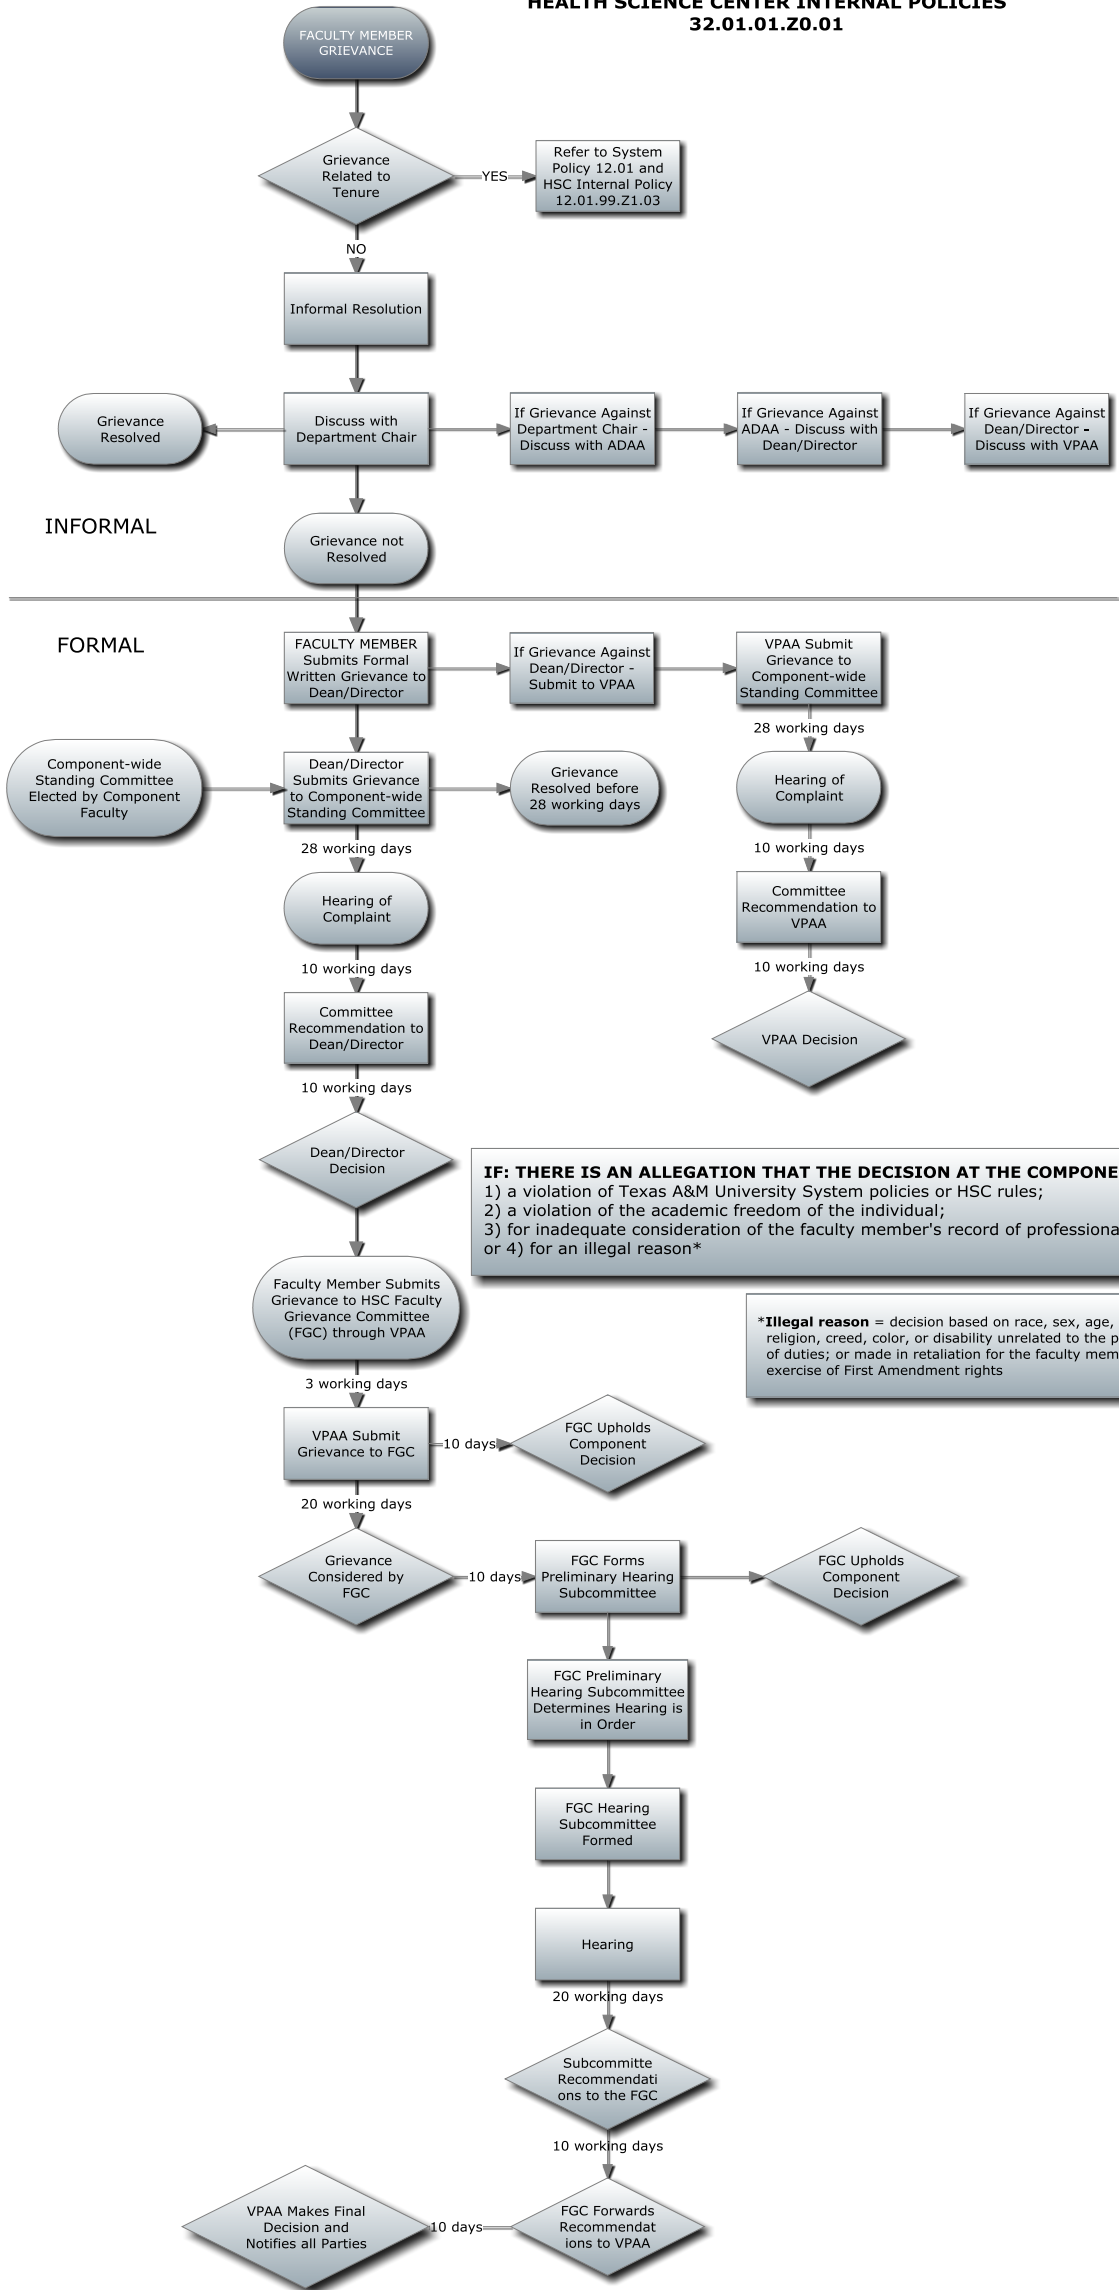 HEALTH SCIENCE CENTER INTERNAL POLICIES
32.01.01.Z0.01
FACULTY MEMBER
GRIEVANCE
Grievance
Related to
Tenure
YES
Refer to System
Policy 12.01 and
HSC Internal Policy
12.01.99.Z1.03
NO
Informal Resolution
Grievance
Resolved
Discuss with
Department Chair
If Grievance Against
Department Chair -
Discuss with ADAA
If Grievance Against
ADAA - Discuss with
Dean/Director
If Grievance Against
Dean/Director -
Discuss with VPAA
INFORMAL
Grievance not
Resolved
FORMAL
FACULTY MEMBER
Submits Formal
Written Grievance to
Dean/Director
If Grievance Against
Dean/Director -
Submit to VPAA
VPAA Submit
Grievance to
Component-wide
Standing Committee
28 working days
Component-wide
Standing Committee
Elected by Component
Faculty
Dean/Director
Submits Grievance
to Component-wide
Standing Committee
Grievance
Resolved before
28 working days
Hearing of
Complaint
28 working days
10 working days
Hearing of
Complaint
Committee
Recommendation to
VPAA
10 working days
10 working days
Committee
Recommendation to
Dean/Director
VPAA Decision
10 working days
Dean/Director
Decision
IF: THERE IS AN ALLEGATION THAT THE DECISION AT THE COMPONE
1) a violation of Texas A&M University System policies or HSC rules;
2) a violation of the academic freedom of the individual;
3) for inadequate consideration of the faculty member's record of professiona
or 4) for an illegal reason*
Faculty Member Submits
Grievance to HSC Faculty
Grievance Committee
(FGC) through VPAA
*Illegal reason = decision based on race, sex, age,
religion, creed, color, or disability unrelated to the p
of duties; or made in retaliation for the faculty mem
exercise of First Amendment rights
3 working days
VPAA Submit
Grievance to FGC
10 days
FGC Upholds
Component
Decision
20 working days
Grievance
Considered by
FGC
10 days
FGC Forms
Preliminary Hearing
Subcommittee
FGC Upholds
Component
Decision
FGC Preliminary
Hearing Subcommittee
Determines Hearing is
in Order
FGC Hearing
Subcommittee
Formed
Hearing
20 working days
Subcommitte
Recommendati
ons to the FGC
10 working days
VPAA Makes Final
Decision and
Notifies all Parties
10 days
FGC Forwards
Recommendat
ions to VPAA